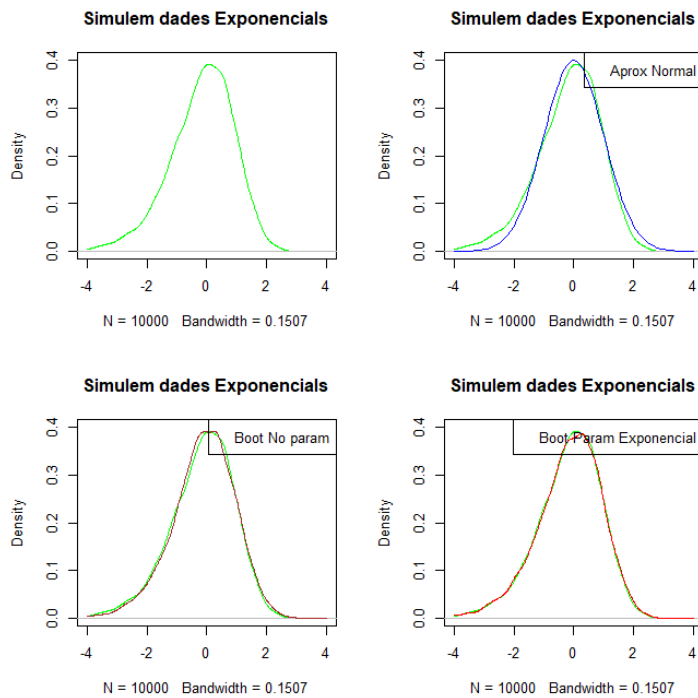 Simulem dades Exponencials
Density
0.0 0.1 0.2 0.3 0.4
-4 -2 0 2 4
N = 10000 Bandwidth = 0.1507
Simulem dades Exponencials
Aprox Normal
Density
0.0 0.1 0.2 0.3 0.4
-4 -2 0 2 4
N = 10000 Bandwidth = 0.1507
Simulem dades Exponencials
Boot No param
Density
0.0 0.1 0.2 0.3 0.4
-4 -2 0 2 4
N = 10000 Bandwidth = 0.1507
Simulem dades Exponencials
Boot Param Exponencial
Density
0.0 0.1 0.2 0.3 0.4
-4 -2 0 2 4
N = 10000 Bandwidth = 0.1507